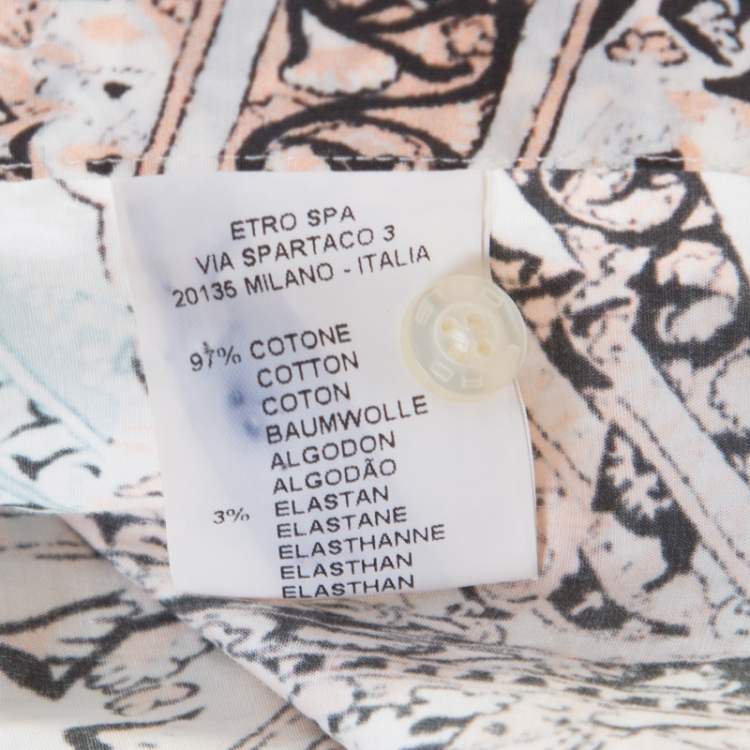 ETRO SPA
VIA SPARTACO 3
20135 MILANO - ITALIA
97% COTONE
COTTON
COTON
BAUMWOLLE
ALGODON
ALGODÃO
3% ELASTAN
ELASTANE
ELASTHANNE
ELASTHAN
ELASTHAN